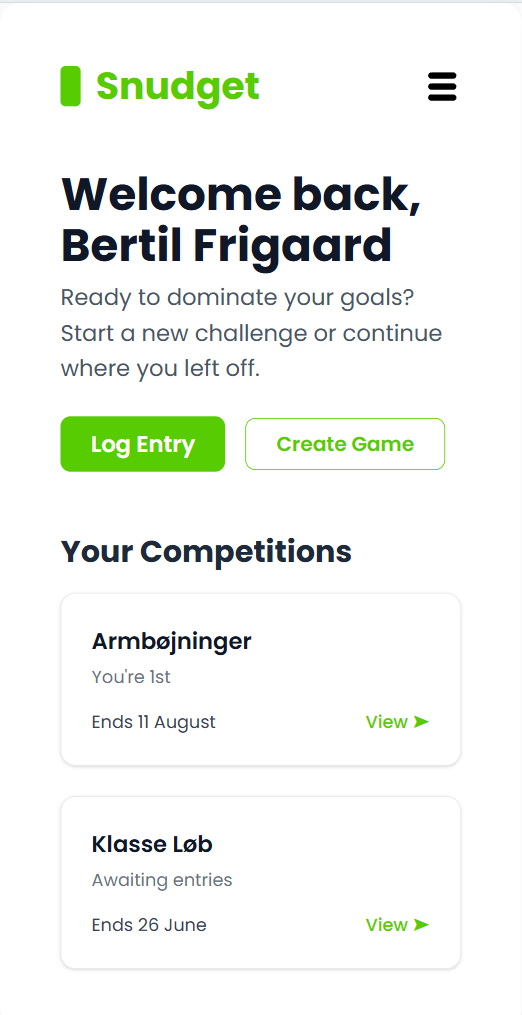 Snudget
Welcome back,
Bertil Frigaard
Ready to dominate your goals?
Start a new challenge or continue
where you left off.
Log Entry
Create Game
Your Competitions
Armbøjninger
You're 1st
Ends 11 August
View ➤
Klasse Løb
Awaiting entries
Ends 26 June
View ➤